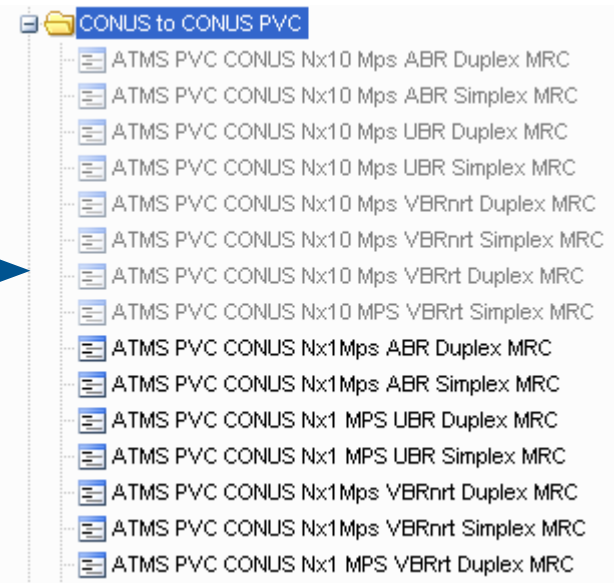 CONUS to CONUS PVC
ATMS PVC CONUS Nx10 Mps ABR Duplex MRC
ATMS PVC CONUS Nx10 Mps ABR Simplex MRC
ATMS PVC CONUS Nx10 Mps UBR Duplex MRC
ATMS PVC CONUS Nx10 Mps UBR Simplex MRC
ATMS PVC CONUS Nx10 Mps VBRnrt Duplex MRC
ATMS PVC CONUS Nx10 Mps VBRnrt Simplex MRC
ATMS PVC CONUS Nx10 Mps VBRrt Duplex MRC
ATMS PVC CONUS Nx10 MPS VBRrt Simplex MRC
ATMS PVC CONUS Nx1Mps ABR Duplex MRC
ATMS PVC CONUS Nx1Mps ABR Simplex MRC
ATMS PVC CONUS Nx1 MPS UBR Duplex MRC
ATMS PVC CONUS Nx1 MPS UBR Simplex MRC
ATMS PVC CONUS Nx1Mps VBRnrt Duplex MRC
ATMS PVC CONUS Nx1Mps VBRnrt Simplex MRC
ATMS PVC CONUS Nx1 MPS VBRrt Duplex MRC